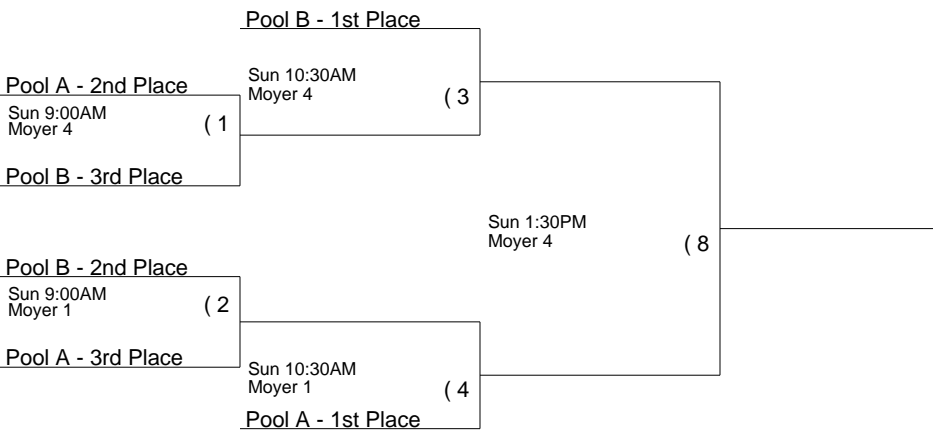 Pool B - 1st Place
Sun 10:30AM
Moyer 4
( 3
Pool A - 2nd Place
Sun 9:00AM
Moyer 4
( 1
Pool B - 3rd Place
Sun 1:30PM
Moyer 4
( 8
Pool B - 2nd Place
Sun 9:00AM
Moyer 1
( 2
Pool A - 3rd Place
Sun 10:30AM
Moyer 1
( 4
Pool A - 1st Place